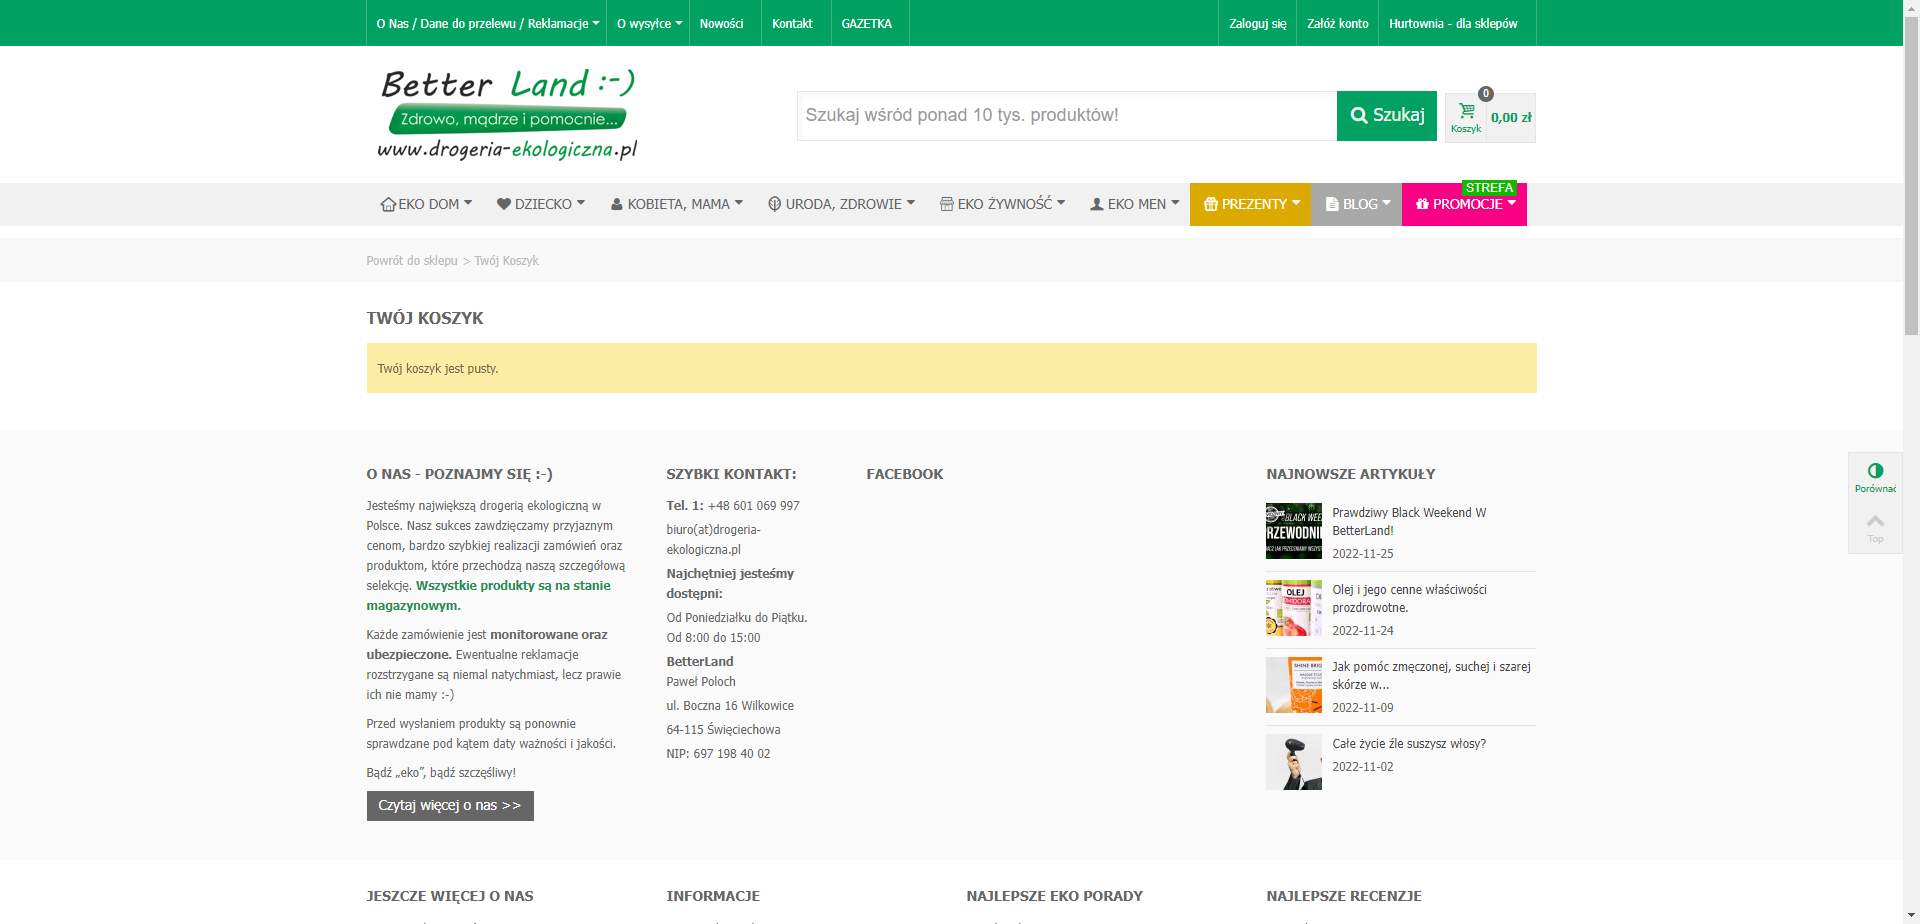 O Nas / Dane do przelewu / Reklamacje
O wysyłce
Nowości
Kontakt
GAZETKA
Zaloguj się
Załóż konto
Hurtownia - dla sklepów
Better Land :-)
Zdrowo, mądrze i pomocnie...
www.drogeria-ekologiczna.pl
Szukaj wśród ponad 10 tys. produktów!
Szukaj
0
Koszyk
0,00 zł
STREFA
EKO DOM
DZIECKO
KOBIETA, MAMA
URODA, ZDROWIE
EKO ŻYWNOŚĆ
EKO MEN
PREZENTY
BLOG
PROMOCJE
Powrót do sklepu > Twój Koszyk
TWÓJ KOSZYK
Twój koszyk jest pusty.
O NAS - POZNAJMY SIĘ :-)
Jesteśmy największą drogerią ekologiczną w
Polsce. Nasz sukces zawdzięczamy przyjaznym
cenom, bardzo szybkiej realizacji zamówień oraz
produktom, które przechodzą naszą szczegółową
selekcję. Wszystkie produkty są na stanie
magazynowym.
Każde zamówienie jest monitorowane oraz
ubezpieczone. Ewentualne reklamacje
rozstrzygane są niemal natychmiast, lecz prawie
ich nie mamy :-)
Przed wysłaniem produkty są ponownie
sprawdzane pod kątem daty ważności i jakości.
Bądź „eko”, bądź szczęśliwy!
Czytaj więcej o nas >>
SZYBKI KONTAKT:
Tel. 1: +48 601 069 997
biuro(at)drogeria-
ekologiczna.pl
Najchętniej jesteśmy
dostępni:
Od Poniedziałku do Piątku.
Od 8:00 do 15:00
BetterLand
Paweł Poloch
ul. Boczna 16 Wilkowice
64-115 Święciechowa
NIP: 697 198 40 02
FACEBOOK
NAJNOWSZE ARTYKUŁY
Prawdziwy Black Weekend W
BetterLand!
2022-11-25
Olej i jego cenne właściwości
prozdrowotne.
2022-11-24
OLEJ
Jak pomóc zmęczonej, suchej i szarej
skórze w...
2022-11-09
Całe życie źle suszysz włosy?
2022-11-02
Porównać
Top
JESZCZE WIĘCEJ O NAS
INFORMACJE
NAJLEPSZE EKO PORADY
NAJLEPSZE RECENZJE